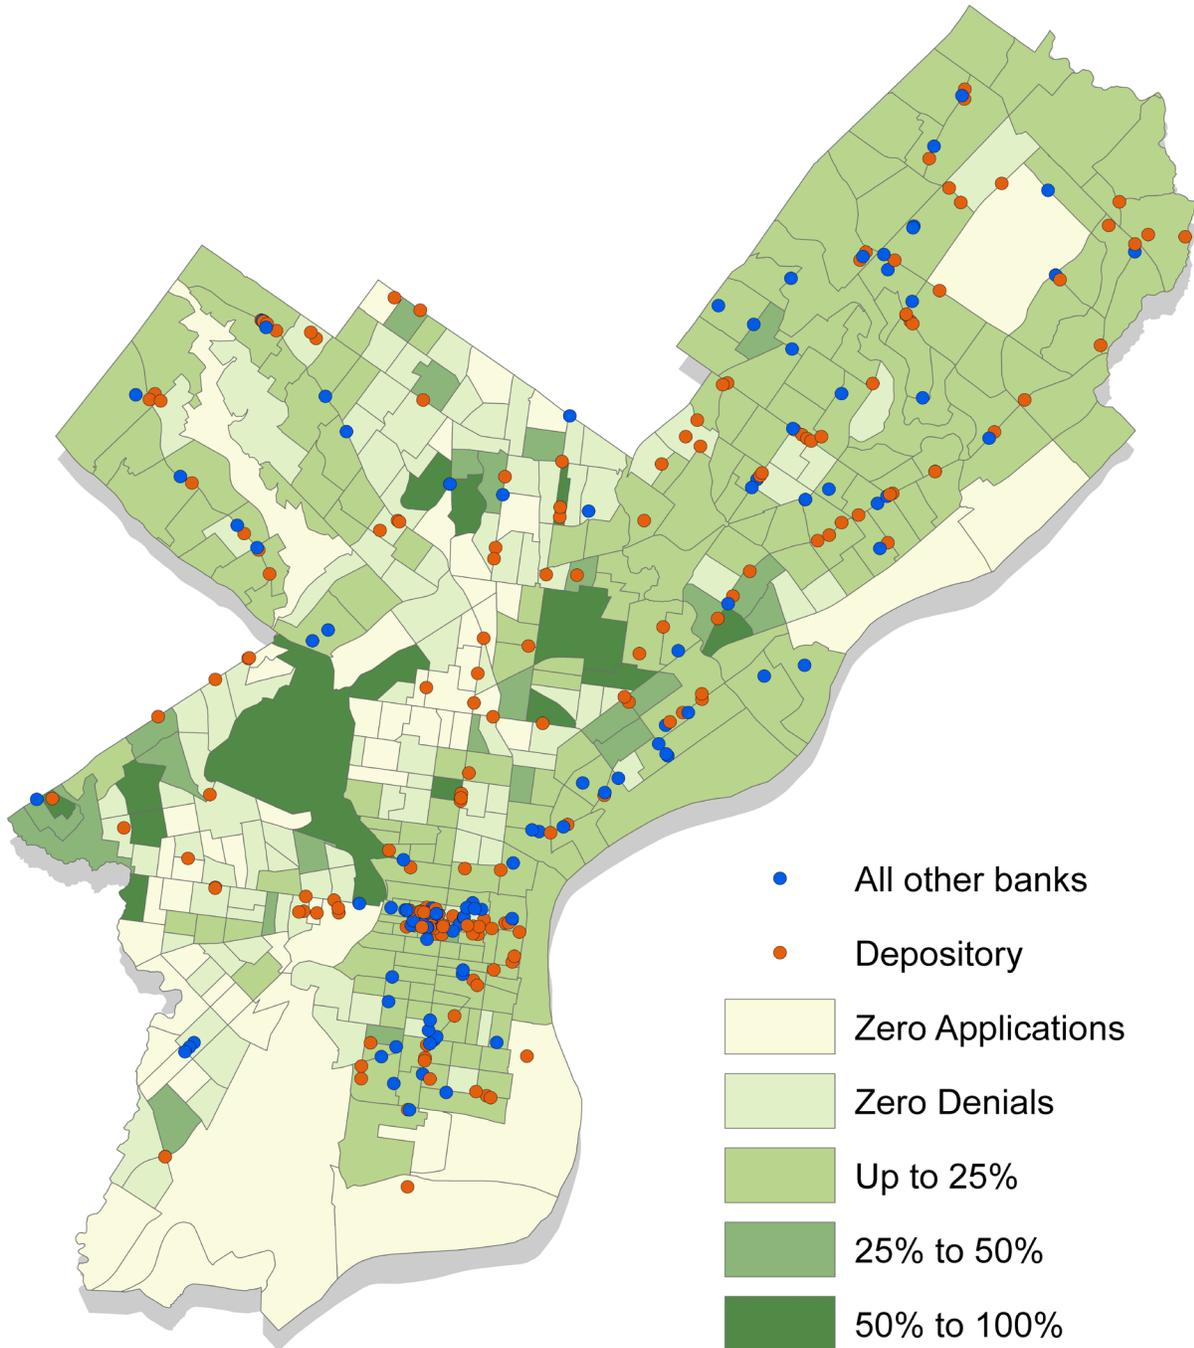 All other banks
Depository
Zero Applications
Zero Denials
Up to 25%
25% to 50%
50% to 100%